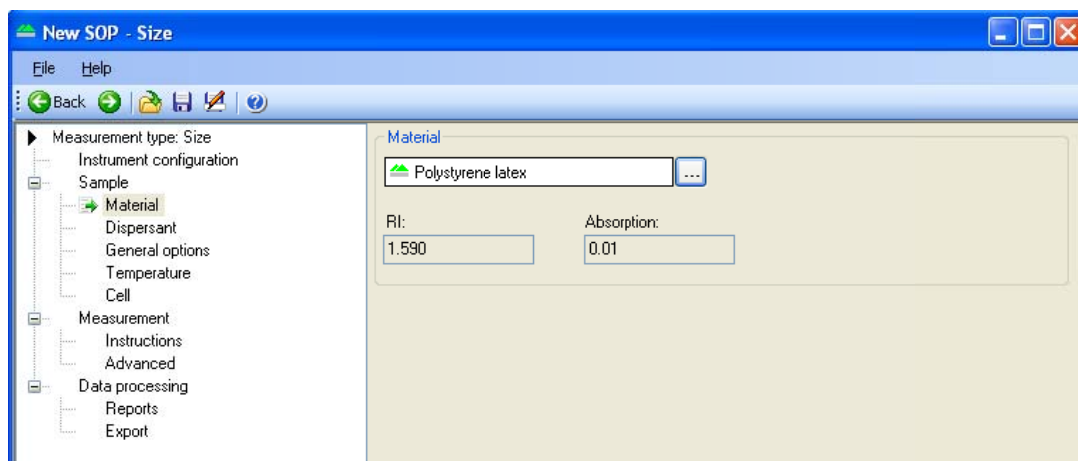 New SOP - Size
File Help
Back
Measurement type: Size
Instrument configuration
Sample
Material
Dispersant
General options
Temperature
Cell
Measurement
Instructions
Advanced
Data processing
Reports
Export
Material
Polystyrene latex
...
RI: Absorption:
1.590 0.01